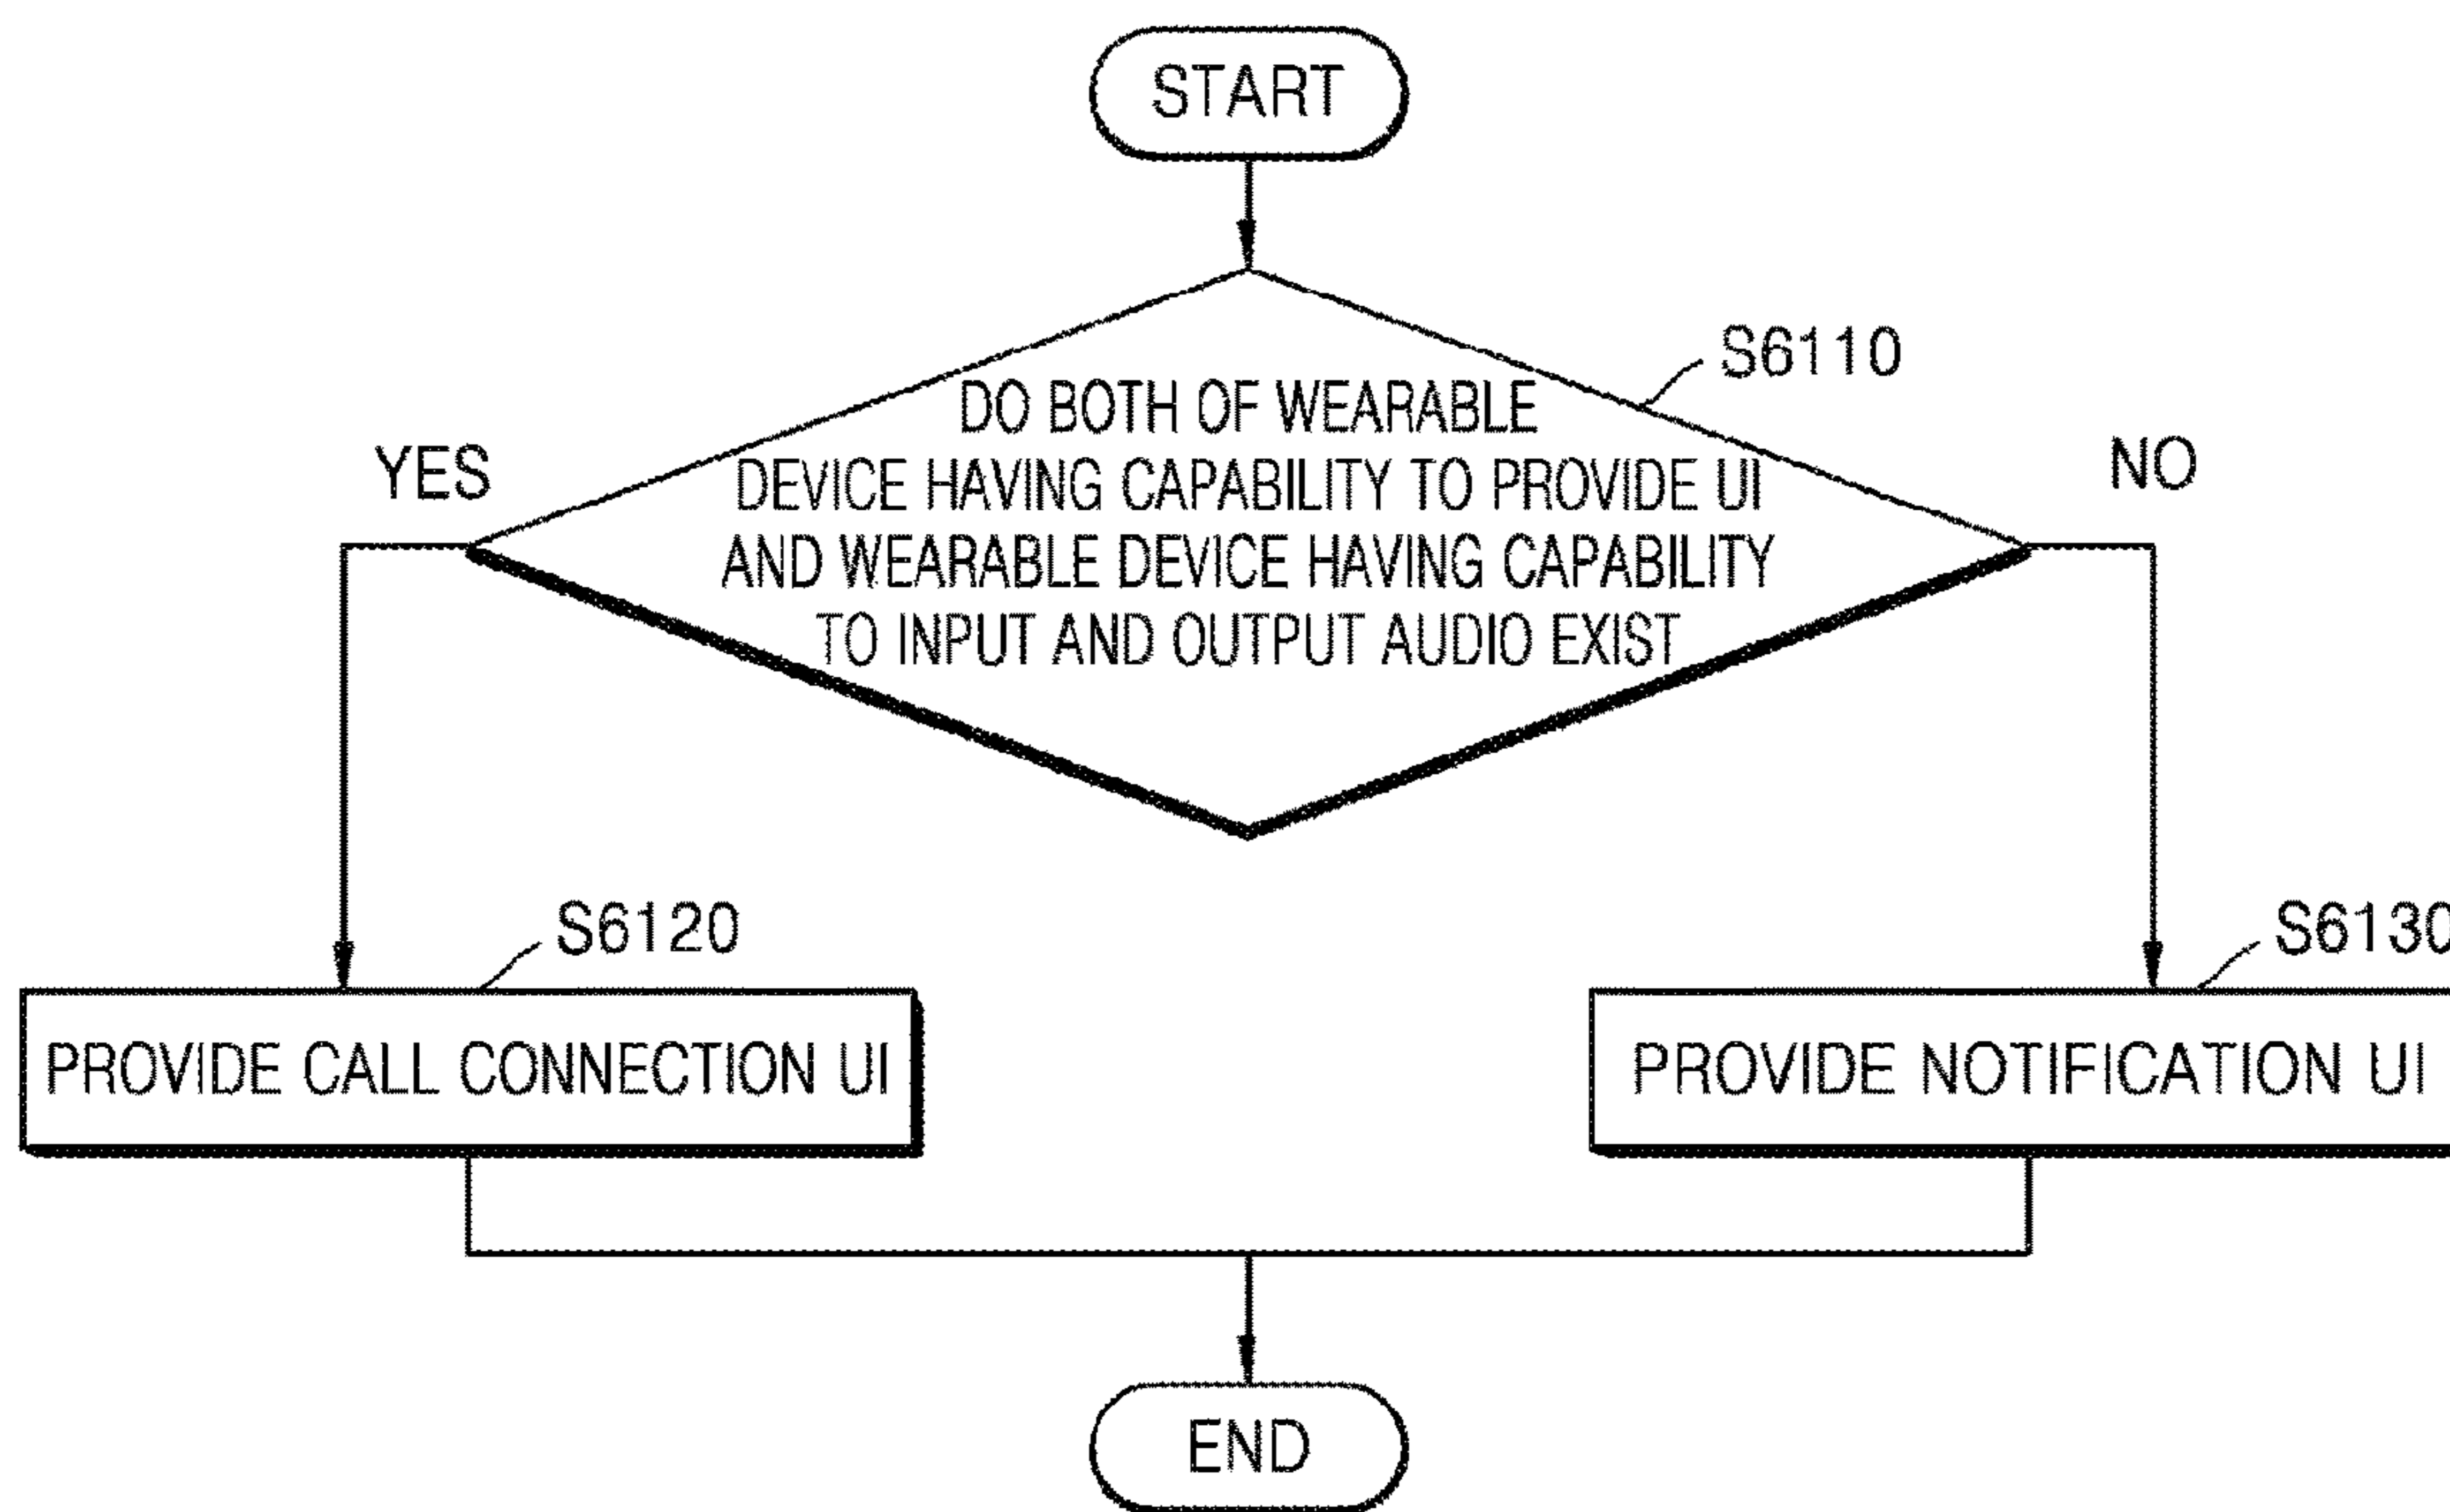 START
S6110
DO BOTH OF WEARABLE
DEVICE HAVING CAPABILITY TO PROVIDE UI
AND WEARABLE DEVICE HAVING CAPABILITY
TO INPUT AND OUTPUT AUDIO EXIST
YES
NO
S6120
S6130
PROVIDE CALL CONNECTION UI
PROVIDE NOTIFICATION UI
END